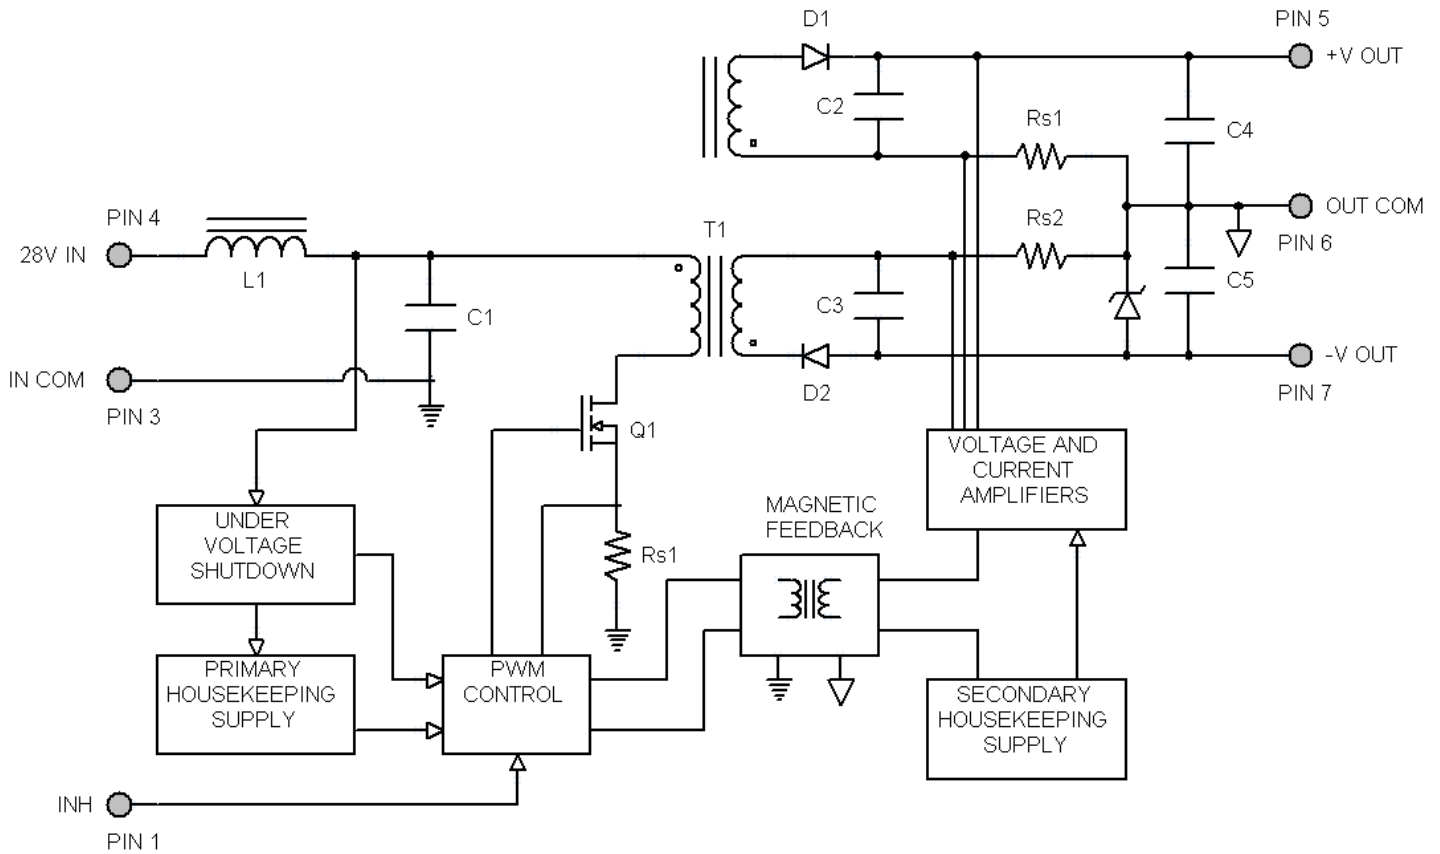 D1
PIN 5
+V OUT
C2
Rs1
C4
PIN 4
28V IN
L1
T1
Rs2
OUT COM
PIN 6
C1
C3
C5
IN COM
PIN 3
D2
-V OUT
PIN 7
Q1
VOLTAGE AND
CURRENT
AMPLIFIERS
UNDER
VOLTAGE
SHUTDOWN
MAGNETIC
FEEDBACK
Rs1
PRIMARY
HOUSEKEEPING
SUPPLY
PWM
CONTROL
SECONDARY
HOUSEKEEPING
SUPPLY
INH
PIN 1